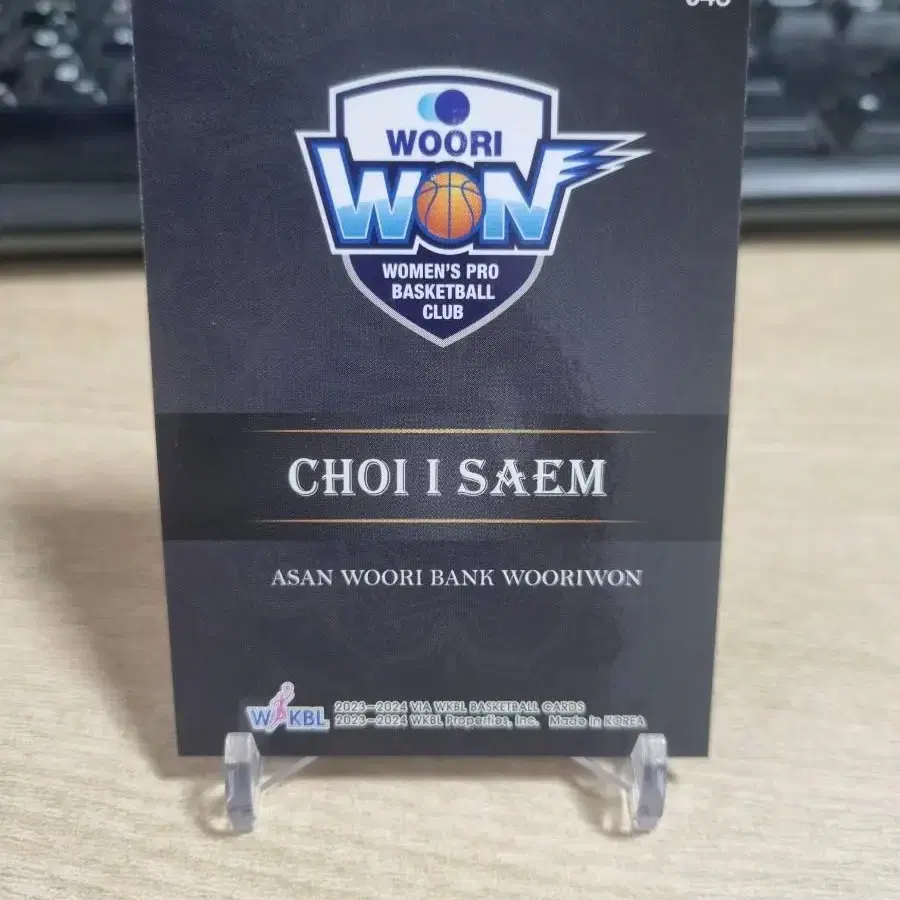 WOORI
WON
WOMEN'S PRO
BASKETBALL
CLUB
CHOI I SAEM
ASAN WOORI BANK WOORIWON
WKBL 2023-2024 VIA WKBL BASKETBALL CARDS
2023-2024 WKBL Properties, Inc. Made in KOREA